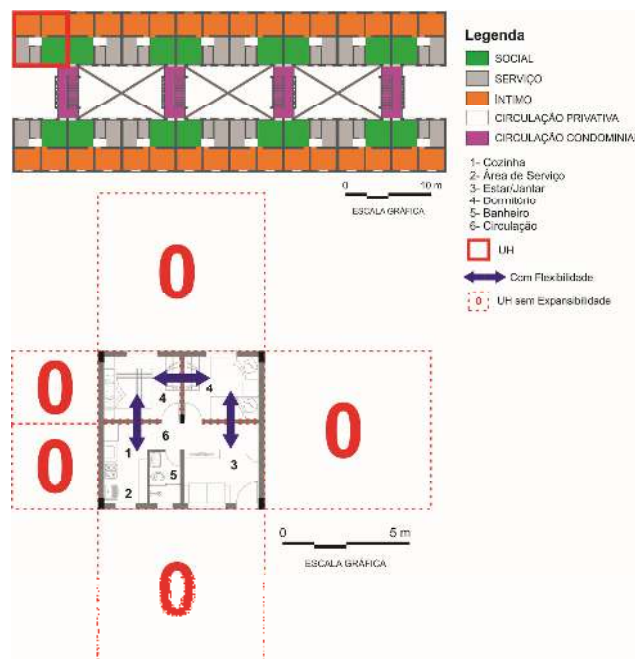 Legenda
SOCIAL
SERVIÇO
ÍNTIMO
CIRCULAÇÃO PRIVATIVA
CIRCULAÇÃO CONDOMINIA
1- Cozinha
2- Área de Serviço
3- Estar/Jantar
4- Dormitório
5- Banheiro
6- Circulação
UH
Com Flexibilidade
0 UH sem Expansibilidade
0 10 m
ESCALA GRÁFICA
0
0
0
0
4 4
6
1
3
5
2
0 5 m
ESCALA GRÁFICA
0